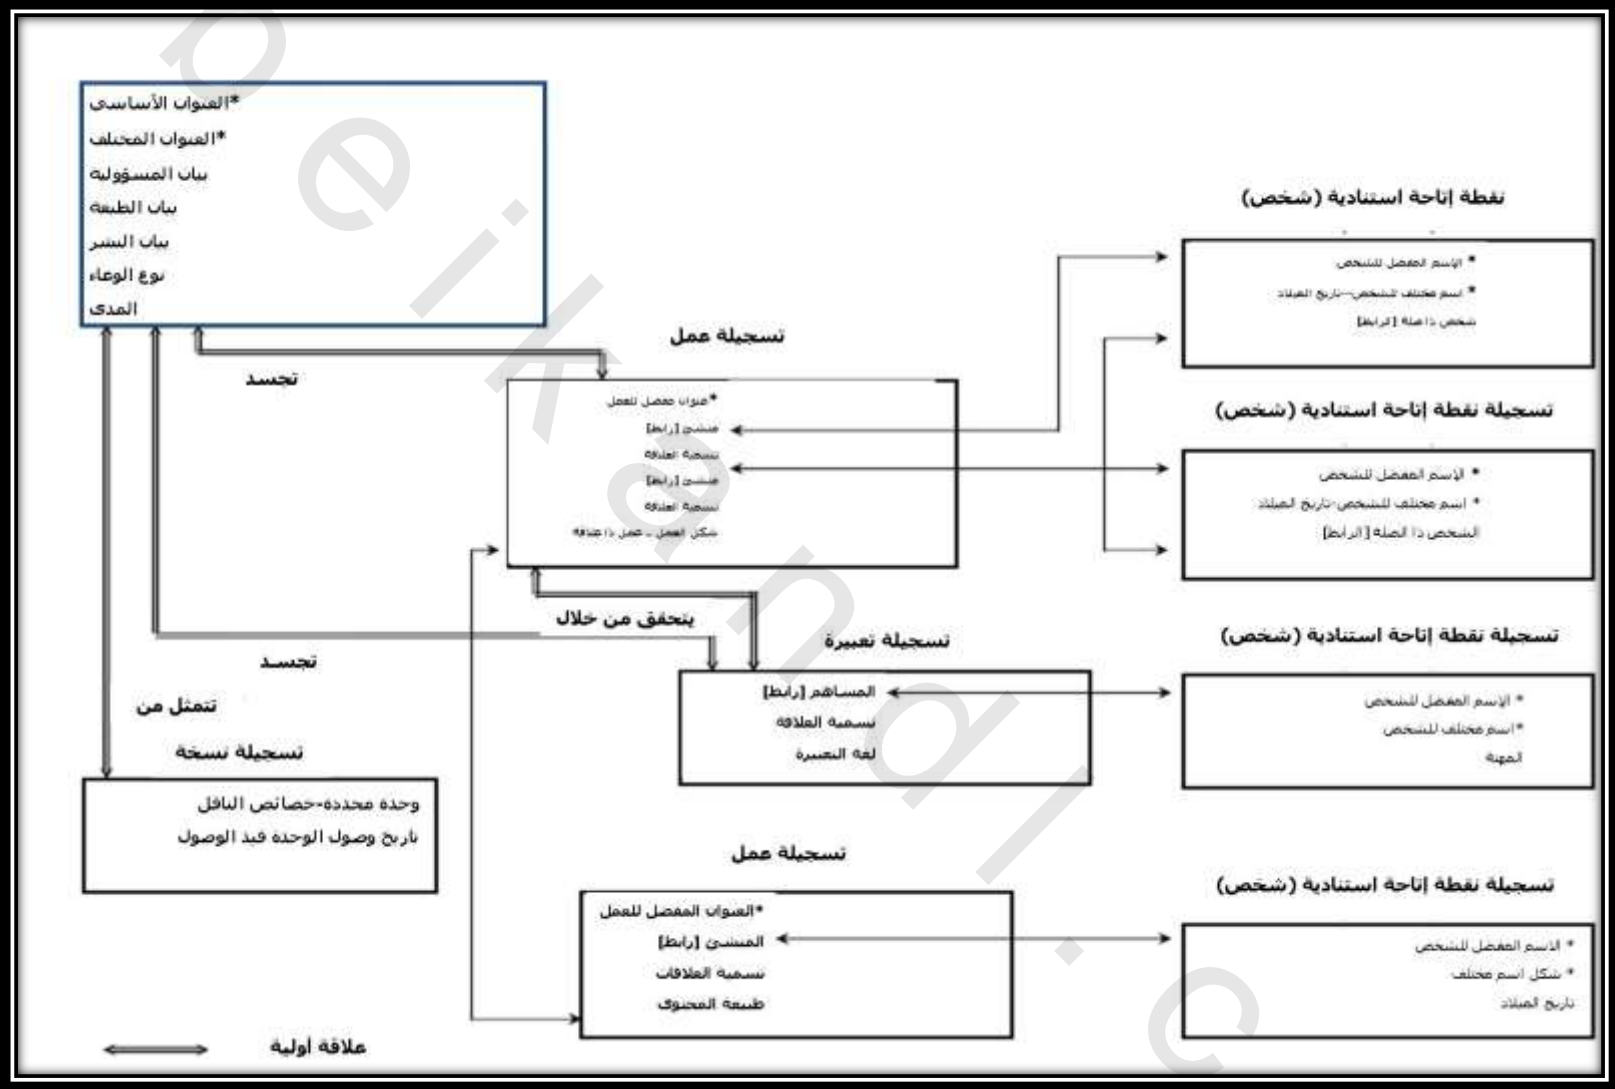 *العنوان الأساسي
*العنوان المختلف
بيان المسؤولية
بيان الطبعة
بيان النشر
نوع الوعاء
المدى
تجسد
تسجيلة عمل
*عنوان مفضل للعمل
منشئ [رابط]
تسمية العلاقة
منشئ [رابط]
تسمية العلاقة
شكل العمل - عمل ذا علاقة
يتحقق من خلال
تجسد
تتمثل من
تسجيلة نسخة
وحدة محددة-خصائص الناقل
تاريخ وصول الوحدة قيد الوصول
تسجيلة تعبيرة
المساهم [رابط]
تسمية العلاقة
لغة التعبيرة
تسجيلة عمل
*العنوان المفضل للعمل
المنشئ [رابط]
تسمية العلاقات
طبيعة المحتوى
نقطة إتاحة استنادية (شخص)
* الإسم المفضل للشخص
* اسم مختلف للشخص--تاريخ الميلاد
شخص ذا صلة [الرابط]
تسجيلة نقطة إتاحة استنادية (شخص)
* الإسم المفضل للشخص
* اسم مختلف للشخص-تاريخ الميلاد
الشخص ذا الصلة [الرابط]
تسجيلة نقطة إتاحة استنادية (شخص)
* الإسم المفضل للشخص
*اسم مختلف للشخص
المهنة
تسجيلة نقطة إتاحة استنادية (شخص)
* الاسم المفضل للشخص
* شكل اسم مختلف
تاريخ الميلاد
علاقة أولية